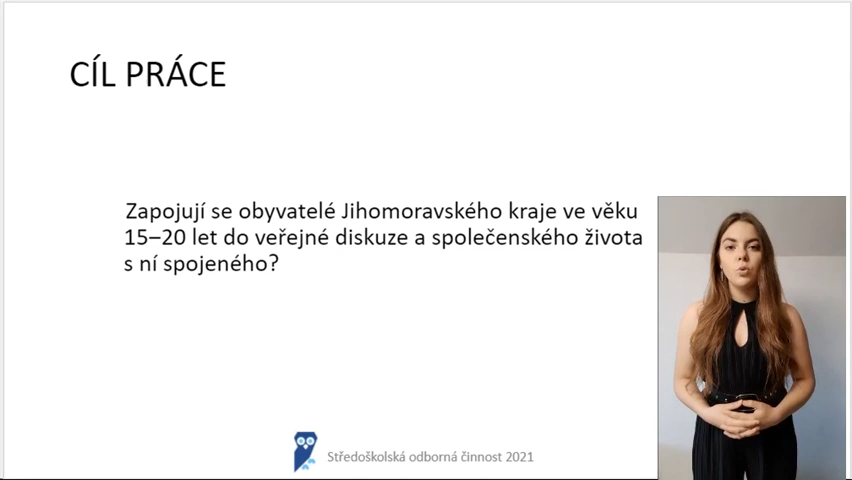 CÍL PRÁCE
Zapojují se obyvatelé Jihomoravského kraje ve věku
15–20 let do veřejné diskuze a společenského života
s ní spojeného?
Středoškolská odborná činnost 2021